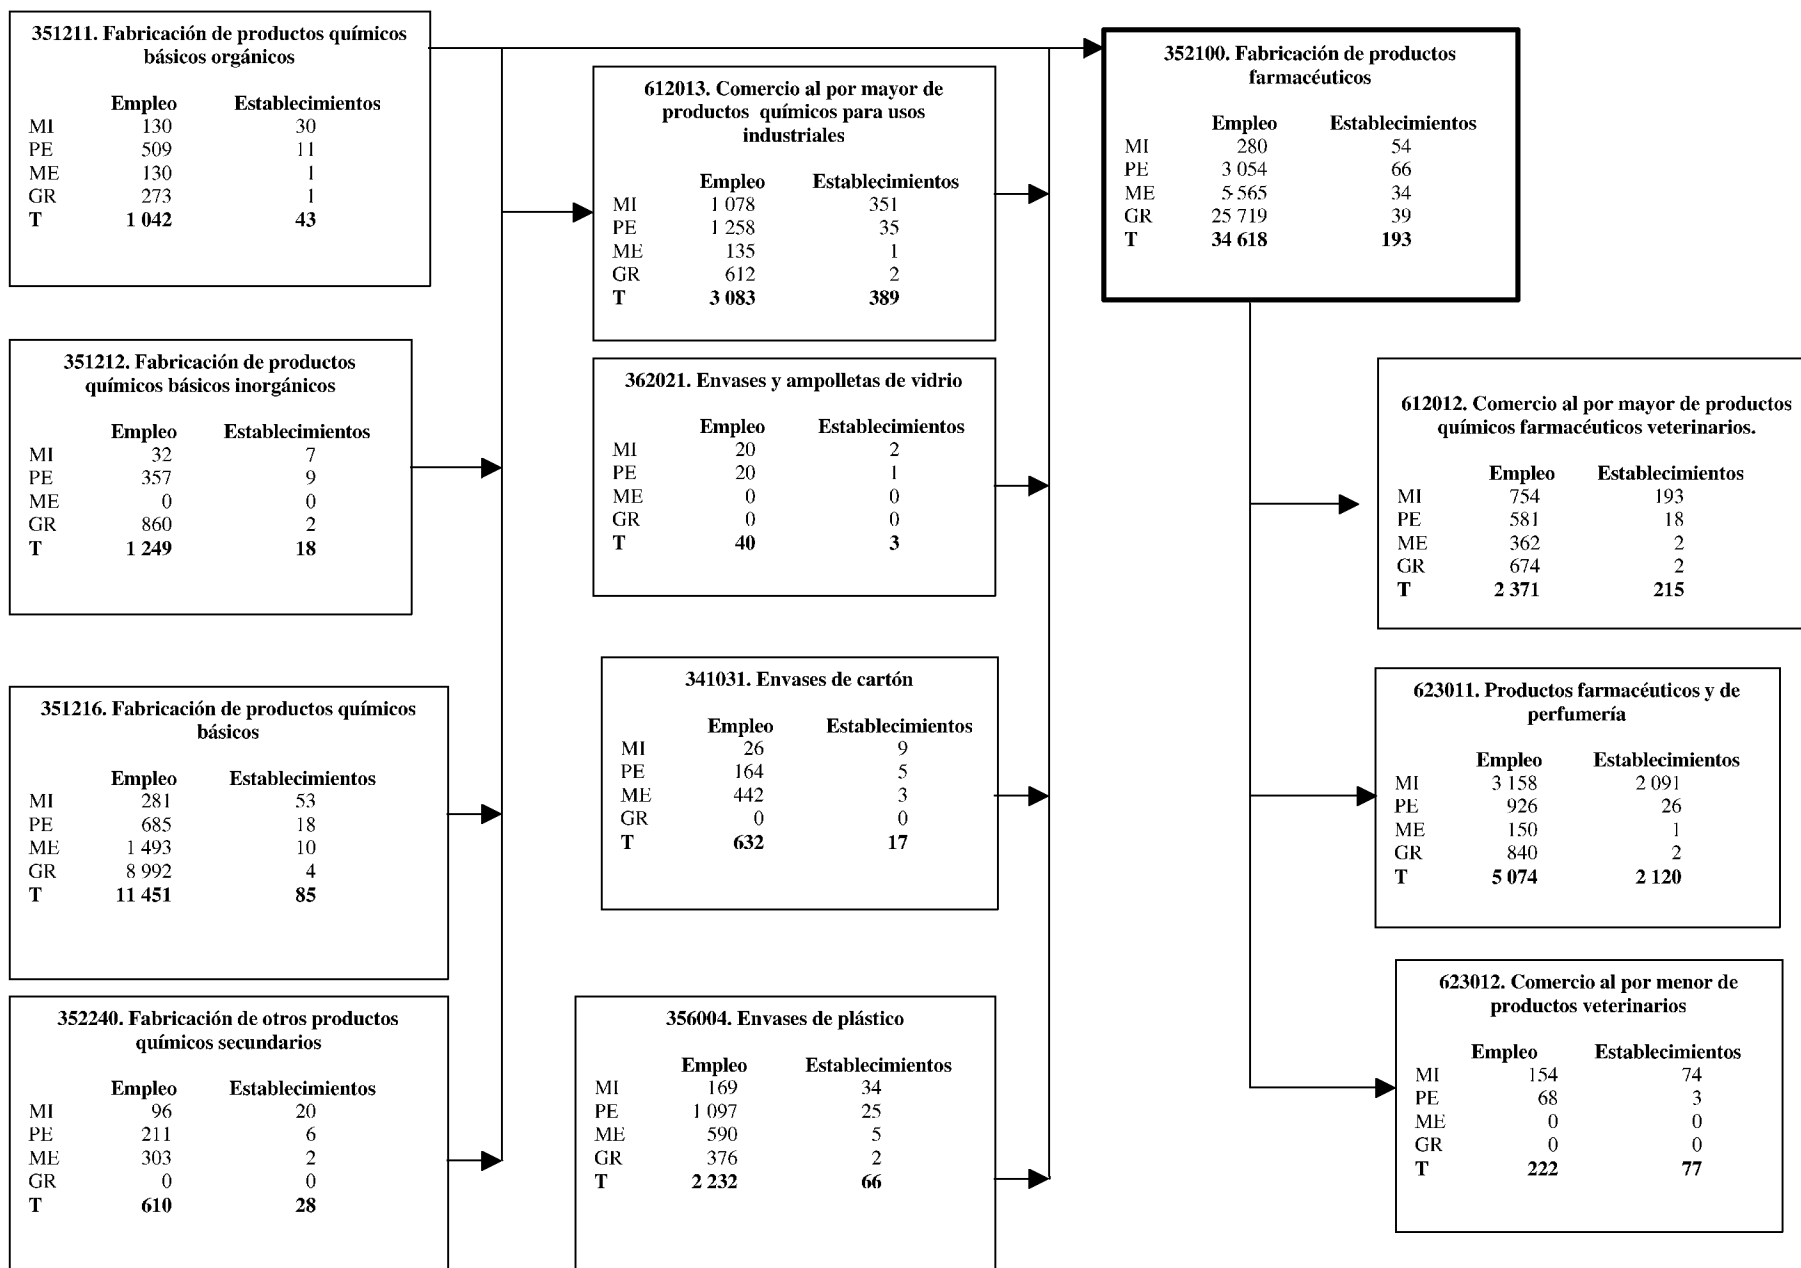 351211. Fabricación de productos químicos
básicos orgánicos
Empleo Establecimientos
MI 130 30
PE 509 11
ME 130 1
GR 273 1
T 1 042 43
351212. Fabricación de productos
químicos básicos inorgánicos
Empleo Establecimientos
MI 32 7
PE 357 9
ME 0 0
GR 860 2
T 1 249 18
351216. Fabricación de productos químicos
básicos
Empleo Establecimientos
MI 281 53
PE 685 18
ME 1 493 10
GR 8 992 4
T 11 451 85
352240. Fabricación de otros productos
químicos secundarios
Empleo Establecimientos
MI 96 20
PE 211 6
ME 303 2
GR 0 0
T 610 28
612013. Comercio al por mayor de
productos químicos para usos
industriales
Empleo Establecimientos
MI 1 078 351
PE 1 258 35
ME 135 1
GR 612 2
T 3 083 389
362021. Envases y ampolletas de vidrio
Empleo Establecimientos
MI 20 2
PE 20 1
ME 0 0
GR 0 0
T 40 3
341031. Envases de cartón
Empleo Establecimientos
MI 26 9
PE 164 5
ME 442 3
GR 0 0
T 632 17
356004. Envases de plástico
Empleo Establecimientos
MI 169 34
PE 1 097 25
ME 590 5
GR 376 2
T 2 232 66
352100. Fabricación de productos
farmacéuticos
Empleo Establecimientos
MI 280 54
PE 3 054 66
ME 5 565 34
GR 25 719 39
T 34 618 193
612012. Comercio al por mayor de productos
químicos farmacéuticos veterinarios.
Empleo Establecimientos
MI 754 193
PE 581 18
ME 362 2
GR 674 2
T 2 371 215
623011. Productos farmacéuticos y de
perfumería
Empleo Establecimientos
MI 3 158 2 091
PE 926 26
ME 150 1
GR 840 2
T 5 074 2 120
623012. Comercio al por menor de
productos veterinarios
Empleo Establecimientos
MI 154 74
PE 68 3
ME 0 0
GR 0 0
T 222 77